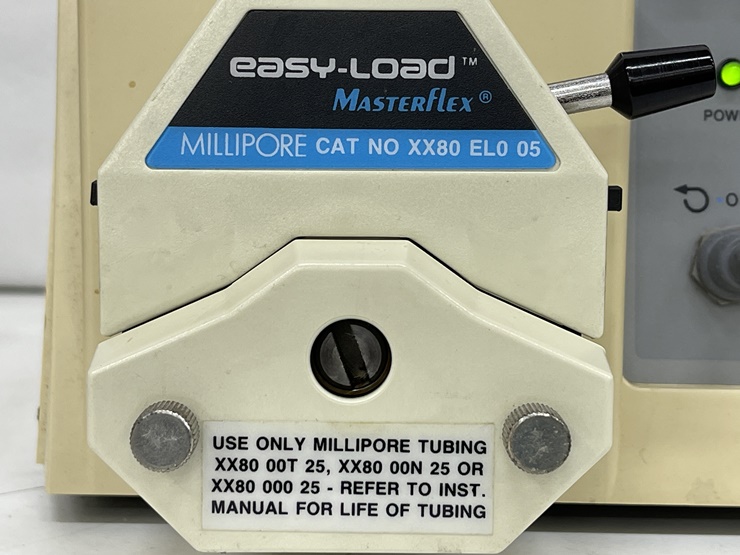 easy-Load™
MASTERflex®
MILLIPORE CAT NO XX80 EL0 05
POW
O
USE ONLY MILLIPORE TUBING
XX80 00T 25, XX80 00N 25 OR
XX80 000 25 - REFER TO INST.
MANUAL FOR LIFE OF TUBING